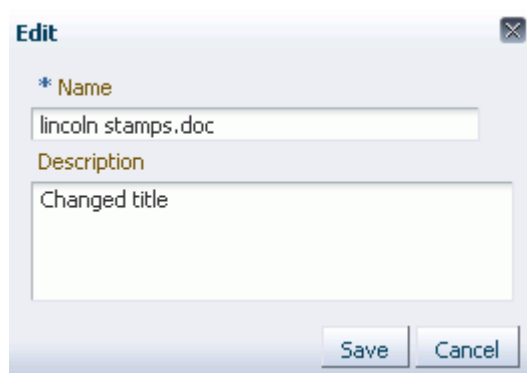 Edit
* Name
lincoln stamps.doc
Description
Changed title
Save Cancel